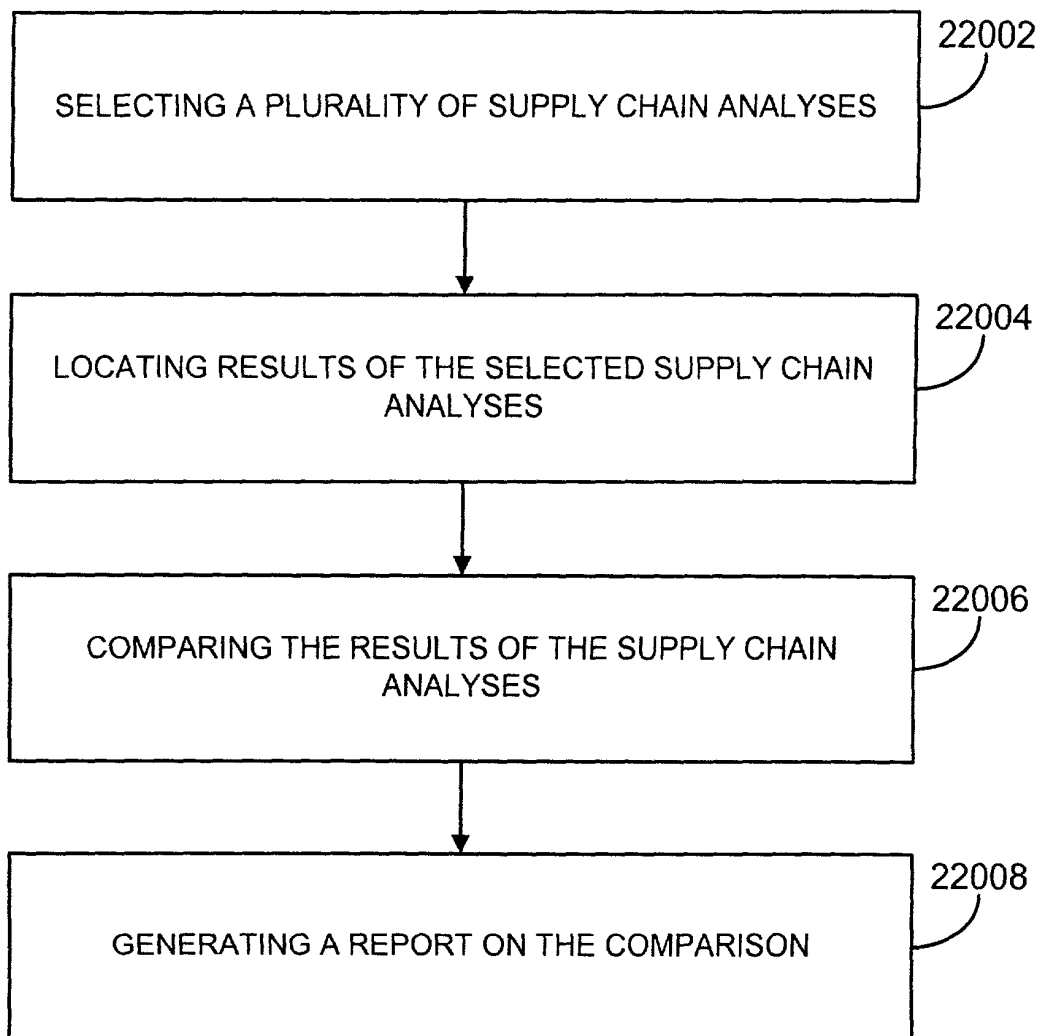 22002
SELECTING A PLURALITY OF SUPPLY CHAIN ANALYSES
22004
LOCATING RESULTS OF THE SELECTED SUPPLY CHAIN
ANALYSES
22006
COMPARING THE RESULTS OF THE SUPPLY CHAIN
ANALYSES
22008
GENERATING A REPORT ON THE COMPARISON